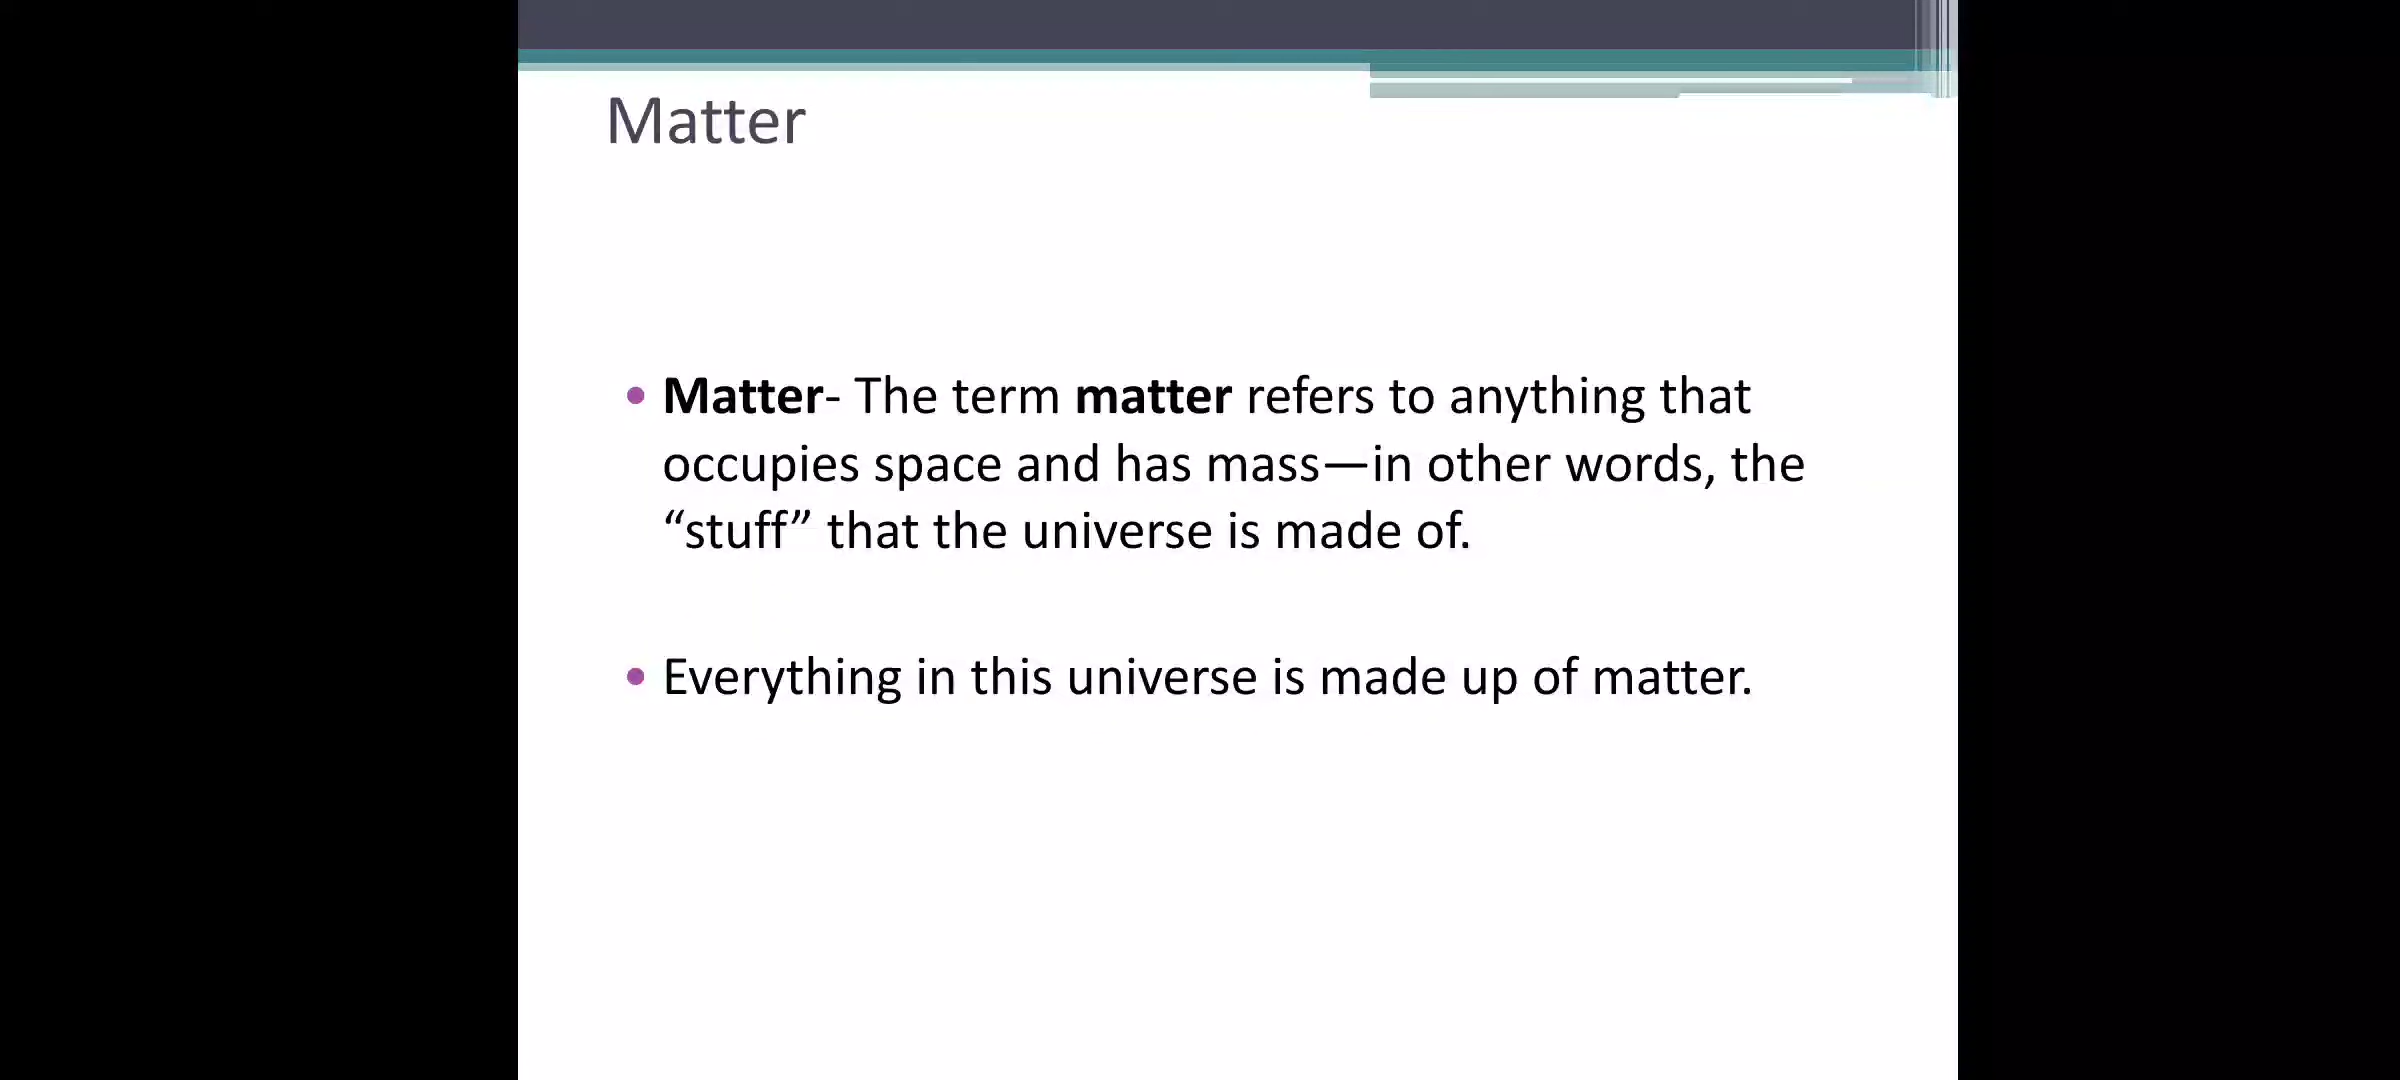 Matter
• Matter- The term matter refers to anything that
occupies space and has mass—in other words, the
“stuff” that the universe is made of.
• Everything in this universe is made up of matter.